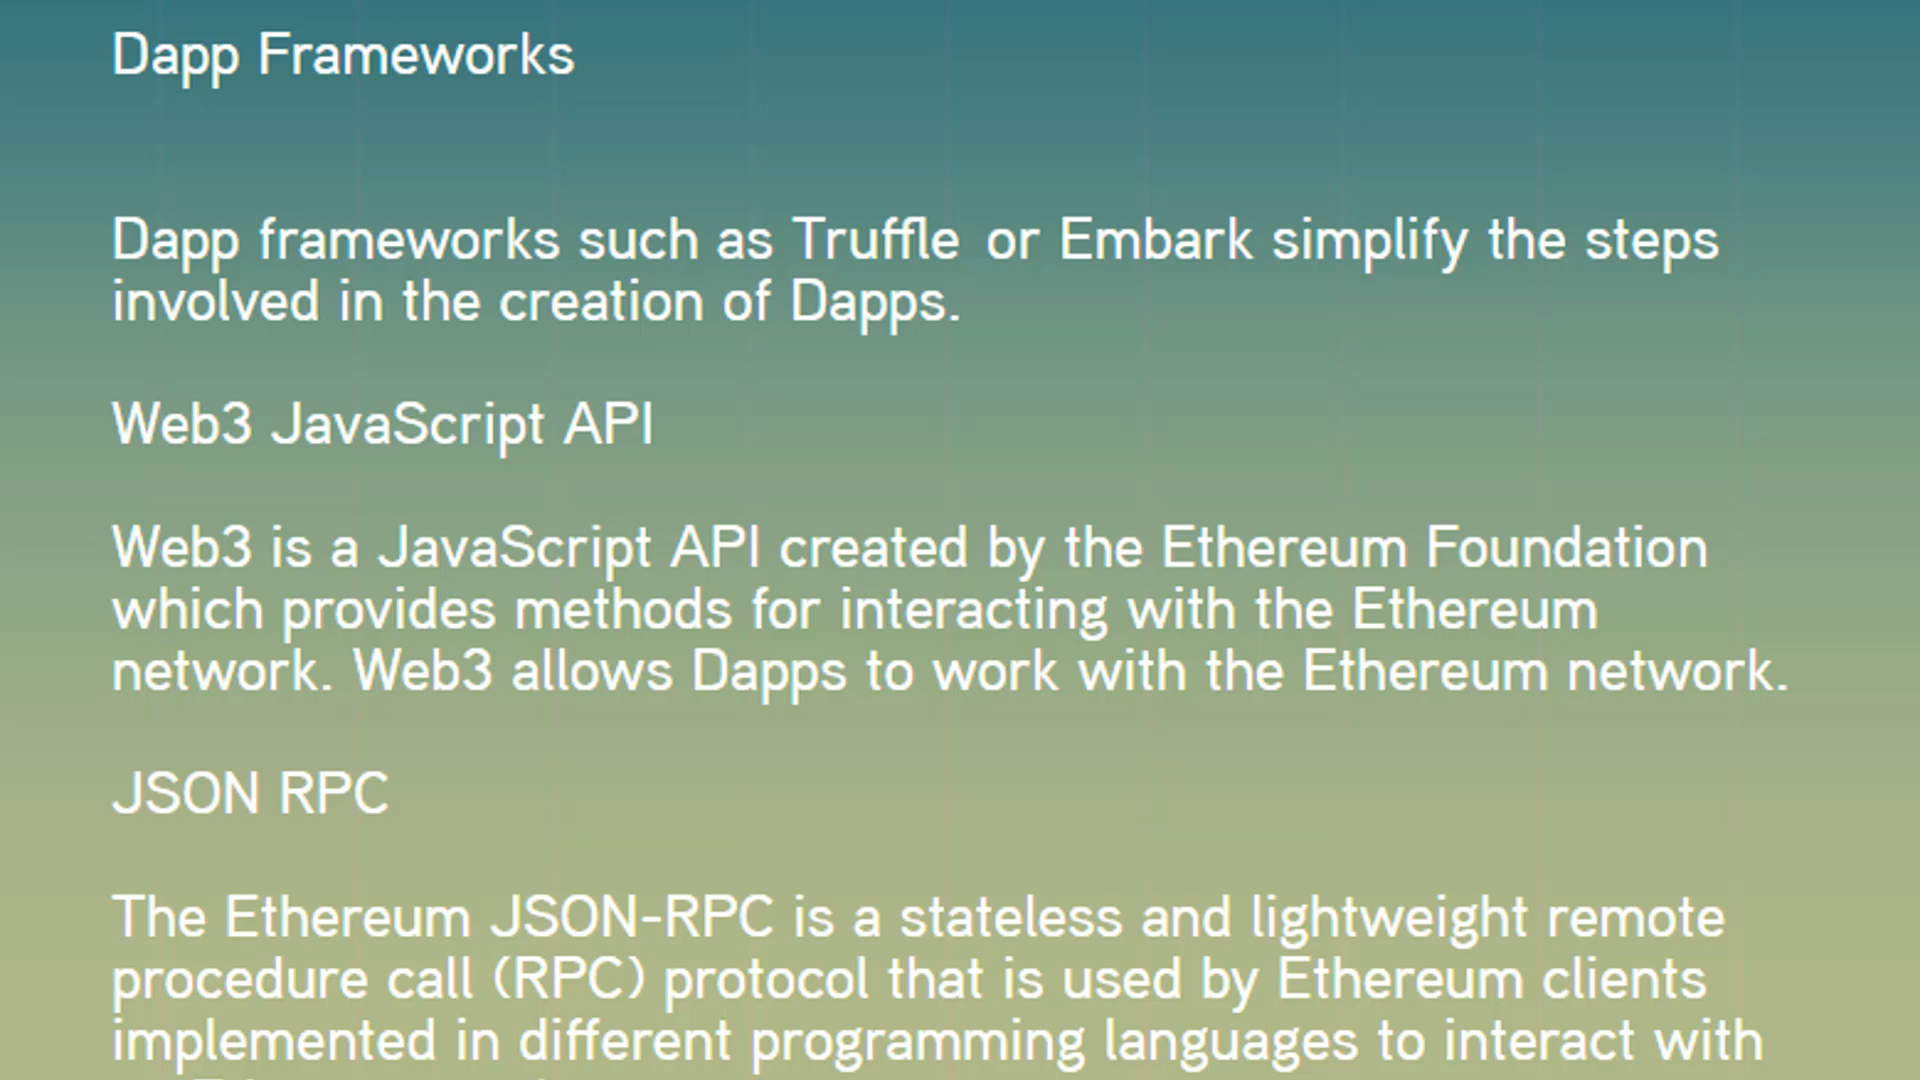 Dapp Frameworks
Dapp frameworks such as Truffle or Embark simplify the steps
involved in the creation of Dapps.
Web3 JavaScript API
Web3 is a JavaScript API created by the Ethereum Foundation
which provides methods for interacting with the Ethereum
network. Web3 allows Dapps to work with the Ethereum network.
JSON RPC
The Ethereum JSON-RPC is a stateless and lightweight remote
procedure call (RPC) protocol that is used by Ethereum clients
implemented in different programming languages to interact with